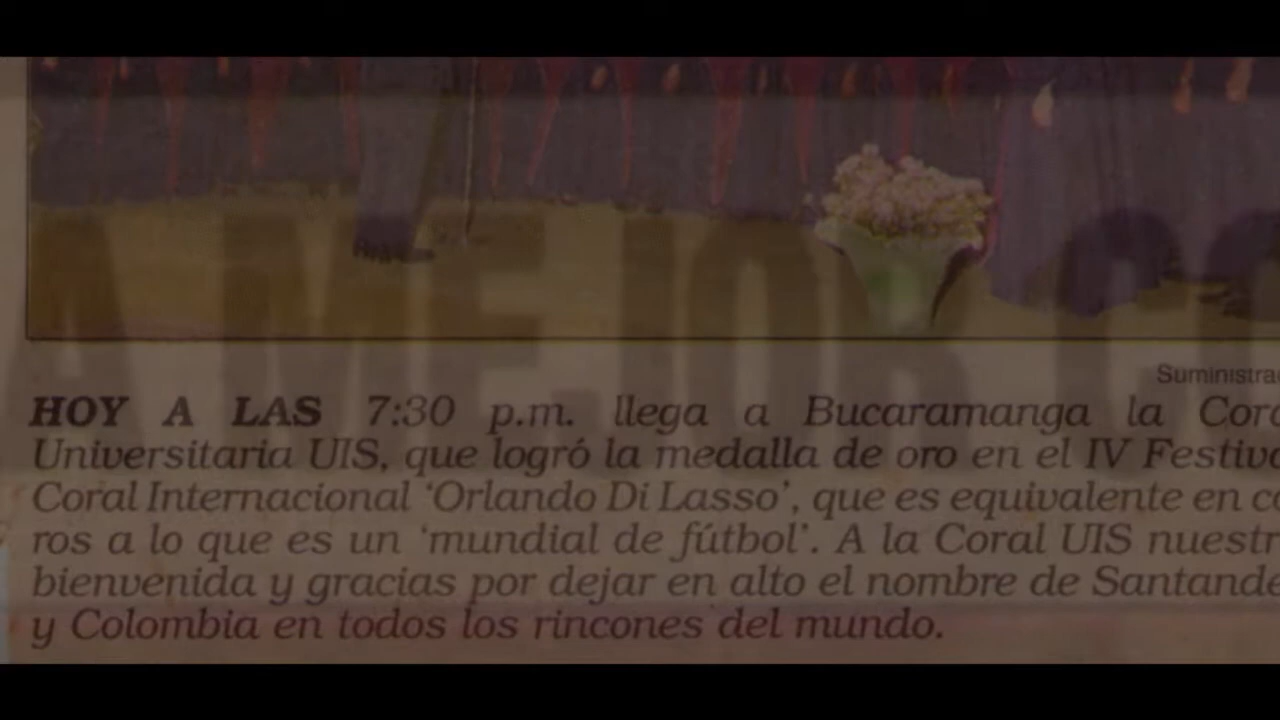 A MEJOR CO
Suministra
HOY A LAS 7:30 p.m. llega a Bucaramanga la Cora
Universitaria UIS, que logró la medalla de oro en el IV Festiva
Coral Internacional ‘Orlando Di Lasso’, que es equivalente en co
ros a lo que es un ‘mundial de fútbol’. A la Coral UIS nuestr
bienvenida y gracias por dejar en alto el nombre de Santande
y Colombia en todos los rincones del mundo.